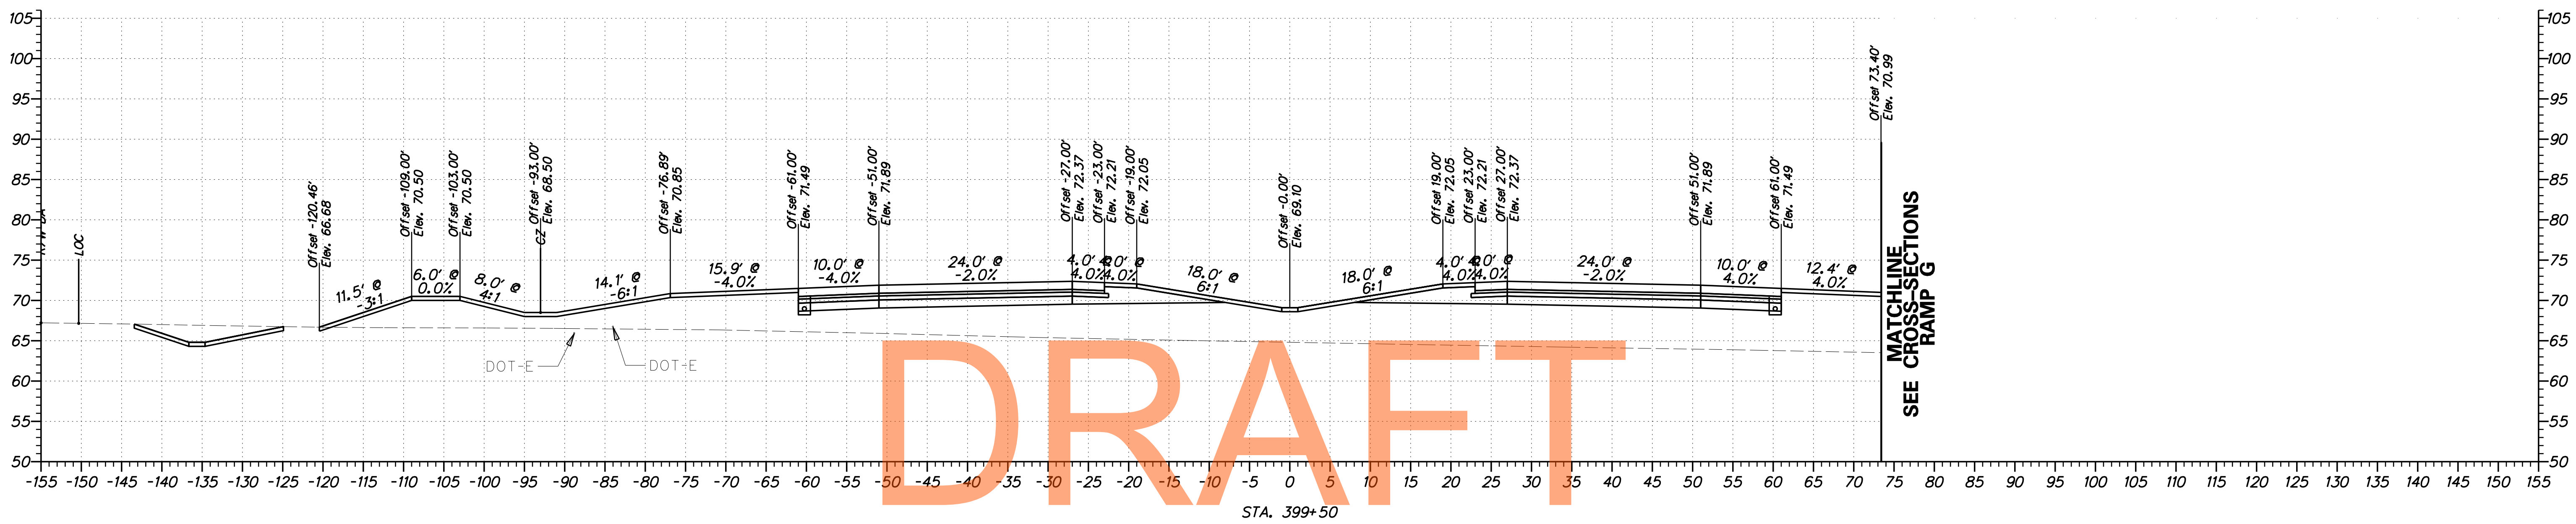 105
100
95
90
85
80
75
70
65
60
55
50
LOC
Offset -120.46'
Elev. 66.68
Offset -109.00'
Elev. 70.50
Offset -103.00'
Elev. 70.50
Offset -93.00'
CZ Elev. 68.50
Offset -76.89'
Elev. 70.85
Offset -61.00'
Elev. 71.49
Offset -51.00'
Elev. 71.89
Offset -27.00'
Elev. 72.37
Offset -23.00'
Elev. 72.21
Offset -19.00'
Elev. 72.05
Offset -0.00'
Elev. 69.10
Offset 19.00'
Elev. 72.05
Offset 23.00'
Elev. 72.21
Offset 27.00'
Elev. 72.37
Offset 51.00'
Elev. 71.89
Offset 61.00'
Elev. 71.49
Offset 73.40'
Elev. 70.99
11.5' @
-3:1
6.0' @
0.0%
8.0' @
4:1
14.1' @
-6:1
15.9' @
-4.0%
10.0' @
-4.0%
24.0' @
-2.0%
4.0' @
4.0%
4.0%
18.0' @
6:1
18.0' @
6:1
4.0'
4.0%
4.0%
24.0' @
-2.0%
10.0' @
4.0%
12.4' @
4.0%
DOT-E
DOT-E
MATCHLINE
SEE CROSS-SECTIONS
RAMP G
105
100
95
90
85
80
75
70
65
60
55
50
-155 -150 -145 -140 -135 -130 -125 -120 -115 -110 -105 -100 -95 -90 -85 -80 -75 -70 -65 -60 -55 -50 -45 -40 -35 -30 -25 -20 -15 -10 -5 0 5 10 15 20 25 30 35 40 45 50 55 60 65 70 75 80 85 90 95 100 105 110 115 120 125 130 135 140 145 150 155
STA. 399+50
DRAFT